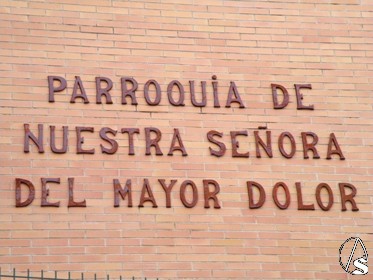 PARROQUIA DE
NUESTRA SEÑORA
DEL MAYOR DOLOR